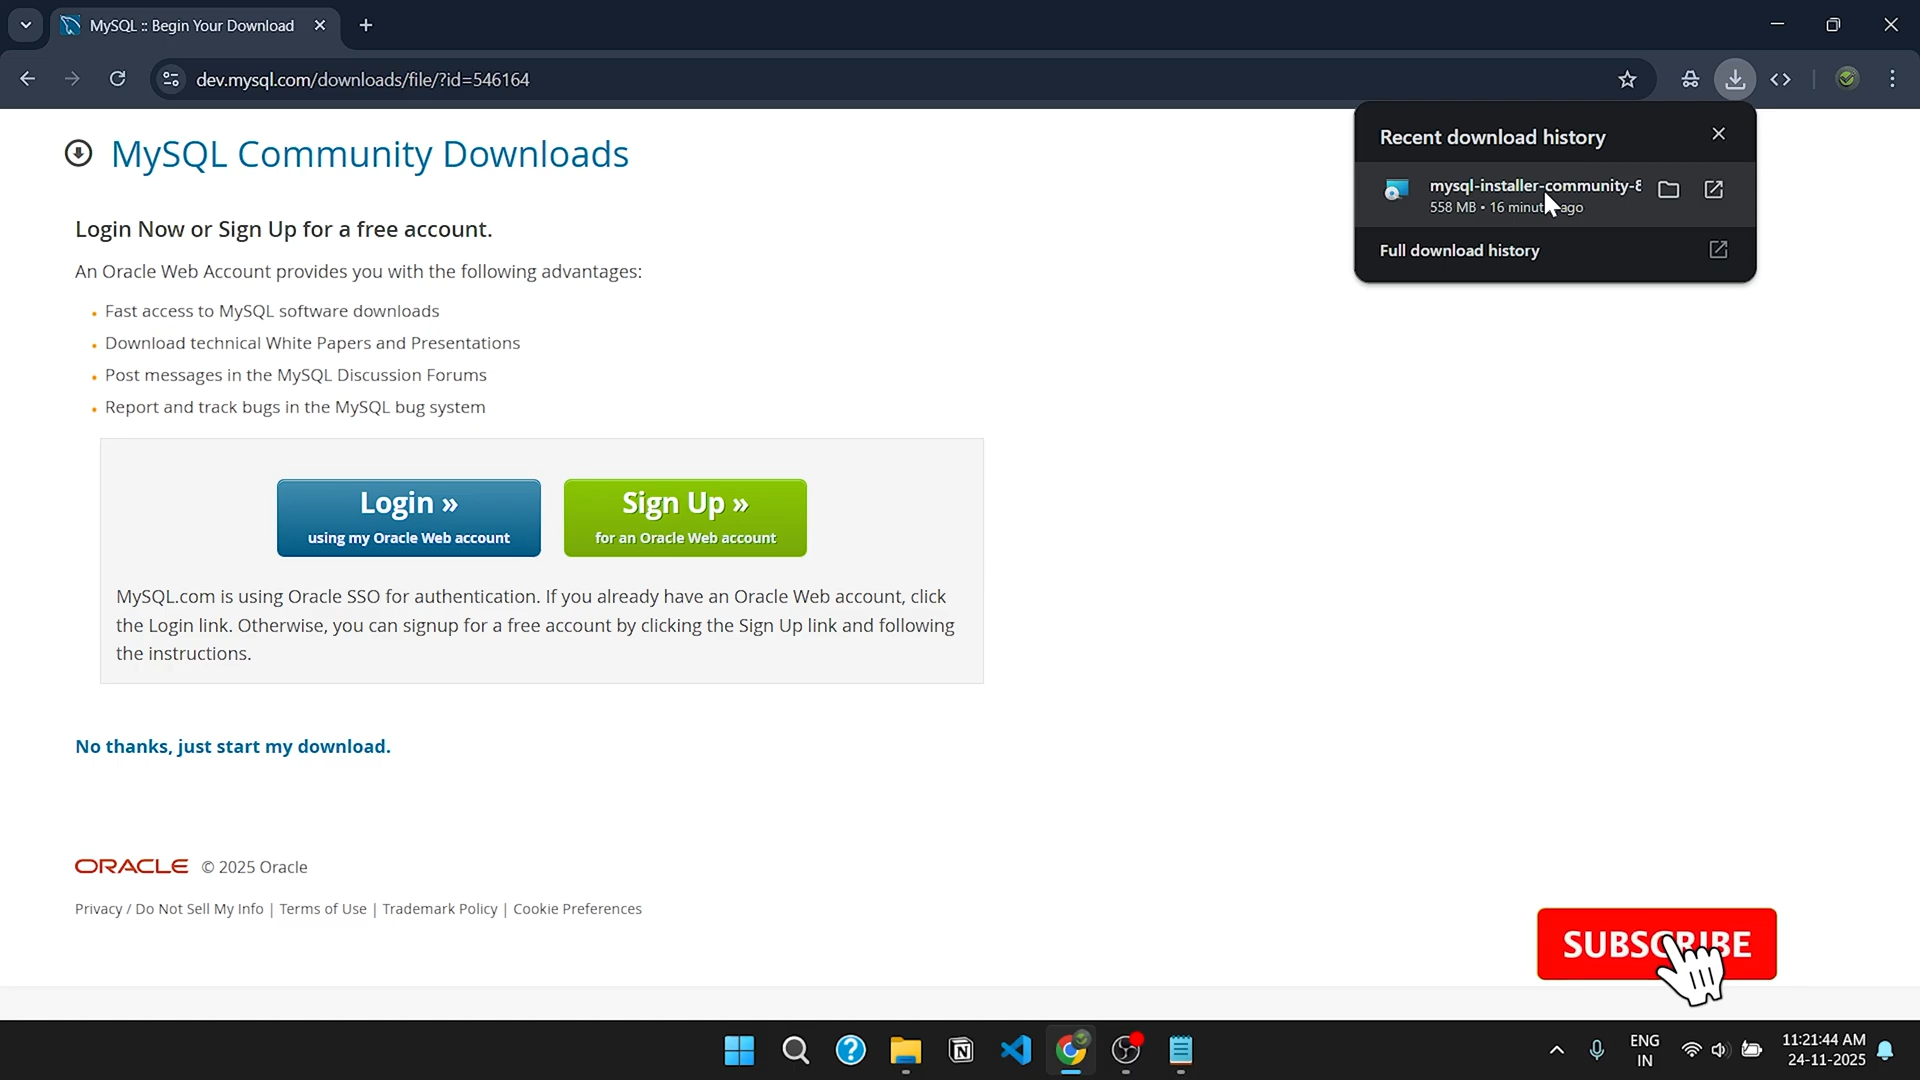 MySQL :: Begin Your Download
dev.mysql.com/downloads/file/?id=546164
Recent download history
mysql-installer-community-8
558 MB • 16 minut ago
Full download history
MySQL Community Downloads
Login Now or Sign Up for a free account.
An Oracle Web Account provides you with the following advantages:
Fast access to MySQL software downloads
Download technical White Papers and Presentations
Post messages in the MySQL Discussion Forums
Report and track bugs in the MySQL bug system
Login »
using my Oracle Web account
Sign Up »
for an Oracle Web account
MySQL.com is using Oracle SSO for authentication. If you already have an Oracle Web account, click
the Login link. Otherwise, you can signup for a free account by clicking the Sign Up link and following
the instructions.
No thanks, just start my download.
ORACLE © 2025 Oracle
Privacy / Do Not Sell My Info | Terms of Use | Trademark Policy | Cookie Preferences
SUBSCRIBE
ENG
IN
11:21:44 AM
24-11-2025